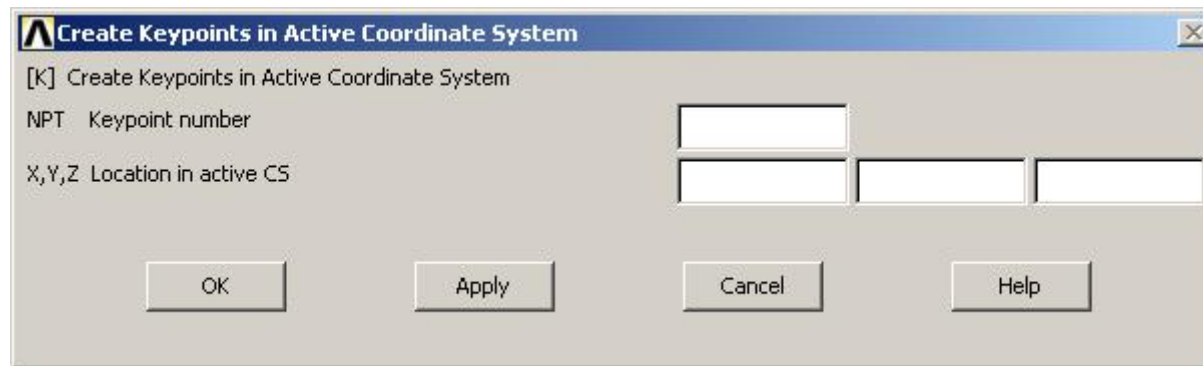 Create Keypoints in Active Coordinate System
[K] Create Keypoints in Active Coordinate System
NPT Keypoint number
X,Y,Z Location in active CS
OK Apply Cancel Help